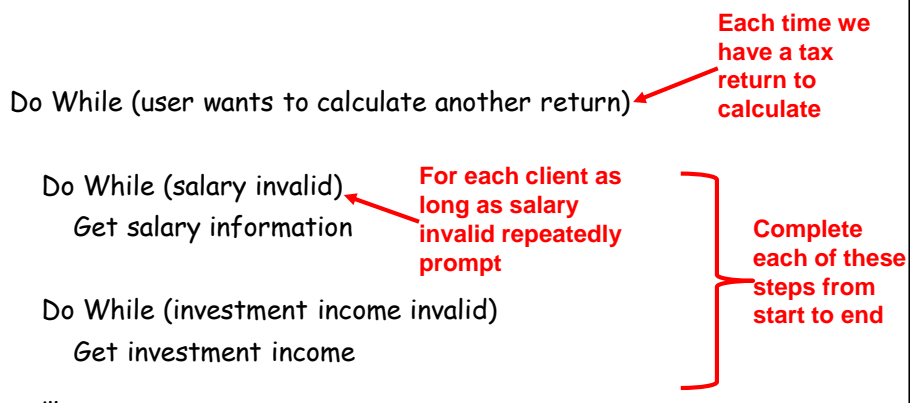 Each time we
have a tax
return to
calculate
Do While (user wants to calculate another return)
Do While (salary invalid)
Get salary information
For each client as
long as salary
invalid repeatedly
prompt
Complete
each of these
steps from
start to end
Do While (investment income invalid)
Get investment income
...